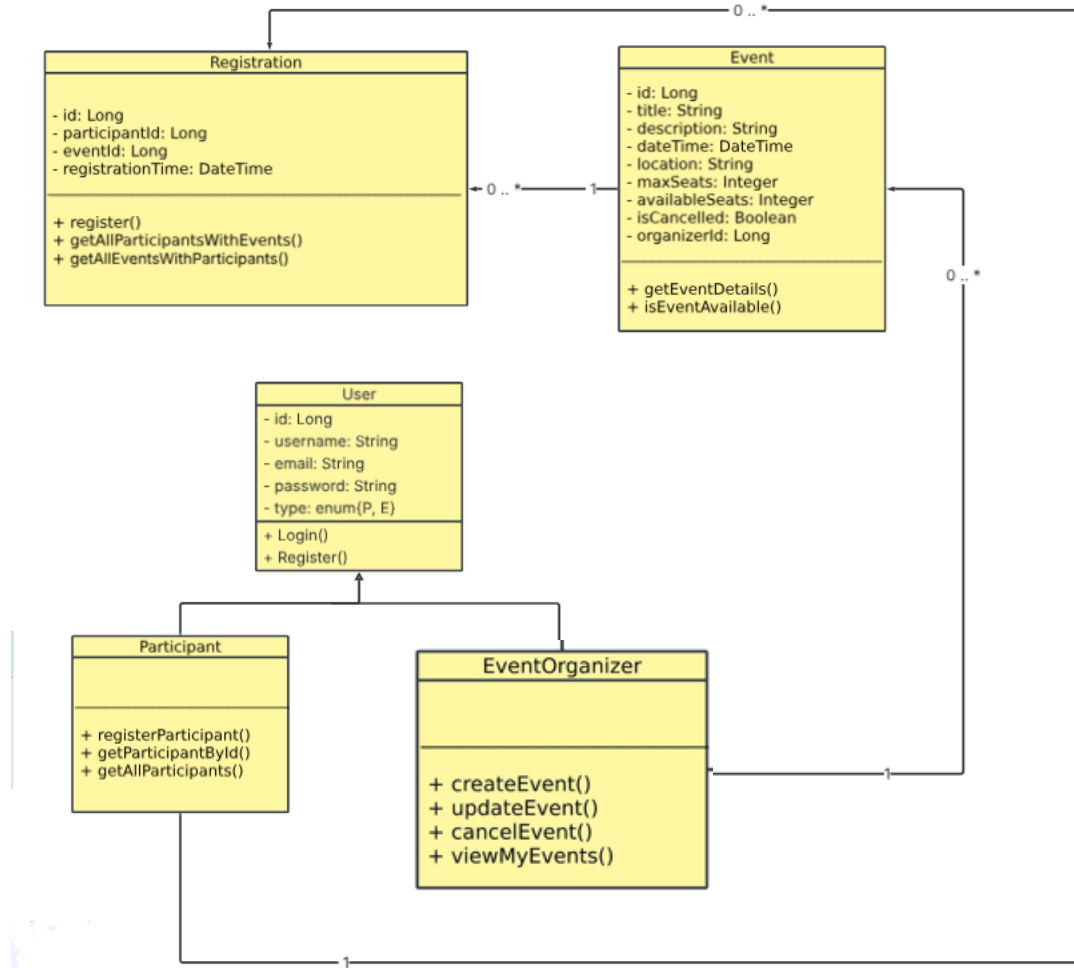 0 .. *
Registration
- id: Long
- participantId: Long
- eventId: Long
- registrationTime: DateTime
+ register()
+ getAllParticipantsWithEvents()
+ getAllEventsWithParticipants()
0 .. *
1
Event
- id: Long
- title: String
- description: String
- dateTime: DateTime
- location: String
- maxSeats: Integer
- availableSeats: Integer
- isCancelled: Boolean
- organizerId: Long
+ getEventDetails()
+ isEventAvailable()
0 .. *
User
- id: Long
- username: String
- email: String
- password: String
- type: enum{P, E}
+ Login()
+ Register()
Participant
+ registerParticipant()
+ getParticipantById()
+ getAllParticipants()
EventOrganizer
+ createEvent()
+ updateEvent()
+ cancelEvent()
+ viewMyEvents()
1
1